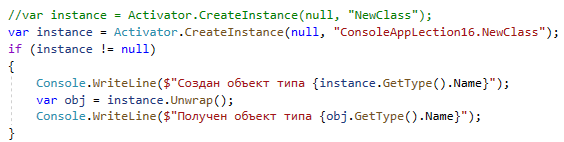 //var instance = Activator.CreateInstance(null, "NewClass");
var instance = Activator.CreateInstance(null, "ConsoleAppLection16.NewClass");
if (instance != null)
{
    Console.WriteLine($"Создан объект типа {instance.GetType().Name}");
    var obj = instance.Unwrap();
    Console.WriteLine($"Получен объект типа {obj.GetType().Name}");
}